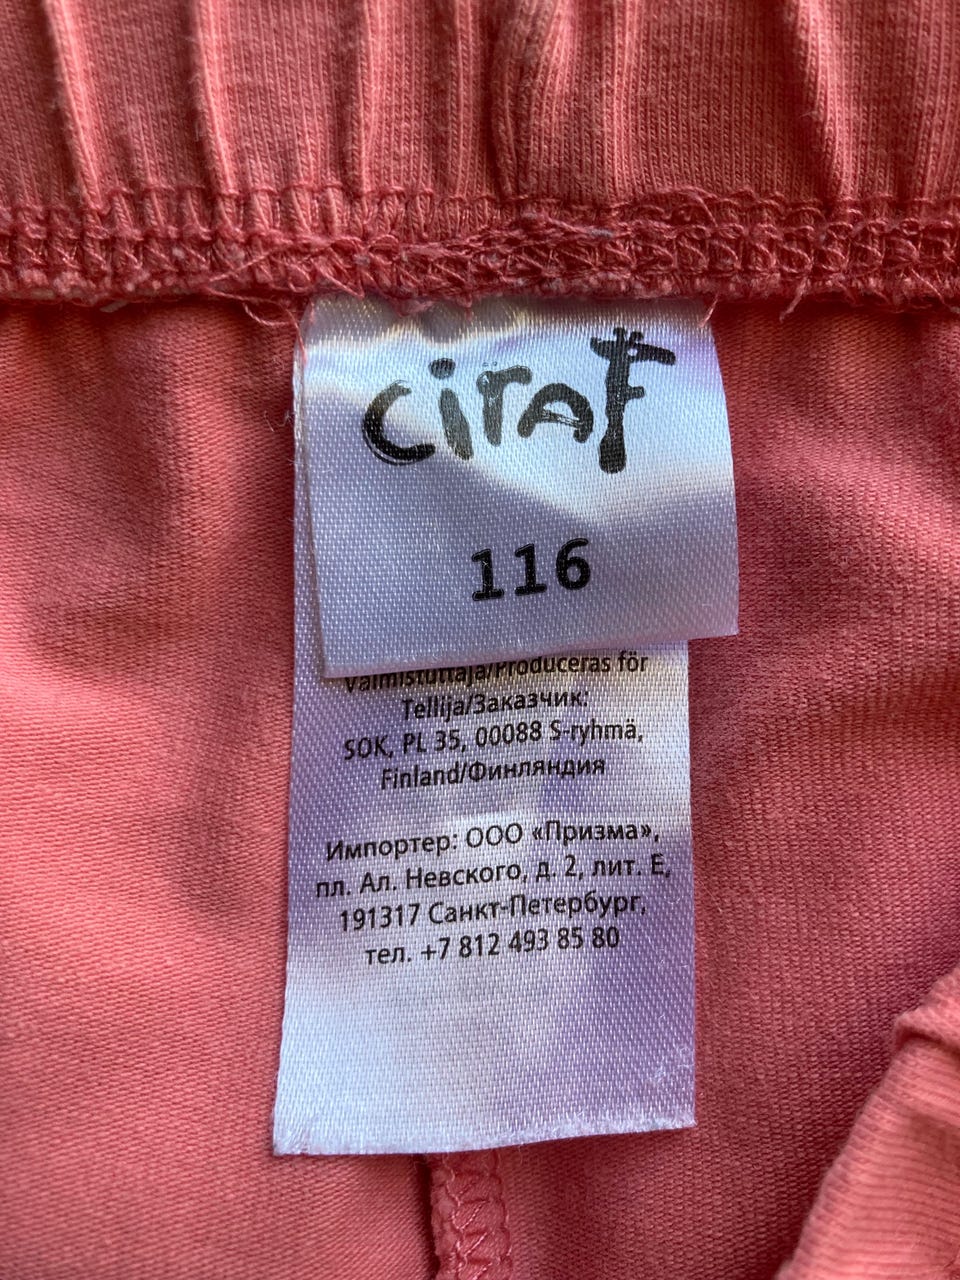 ciraf
116
Valmistuttaja/Produceras för
Tellija/Заказчик:
SOK, PL 35, 00088 S-ryhmä,
Finland/Финляндия
Импортер: ООО «Призма»,
пл. Ал. Невского, д. 2, лит. Е,
191317 Санкт-Петербург,
тел. +7 812 493 85 80